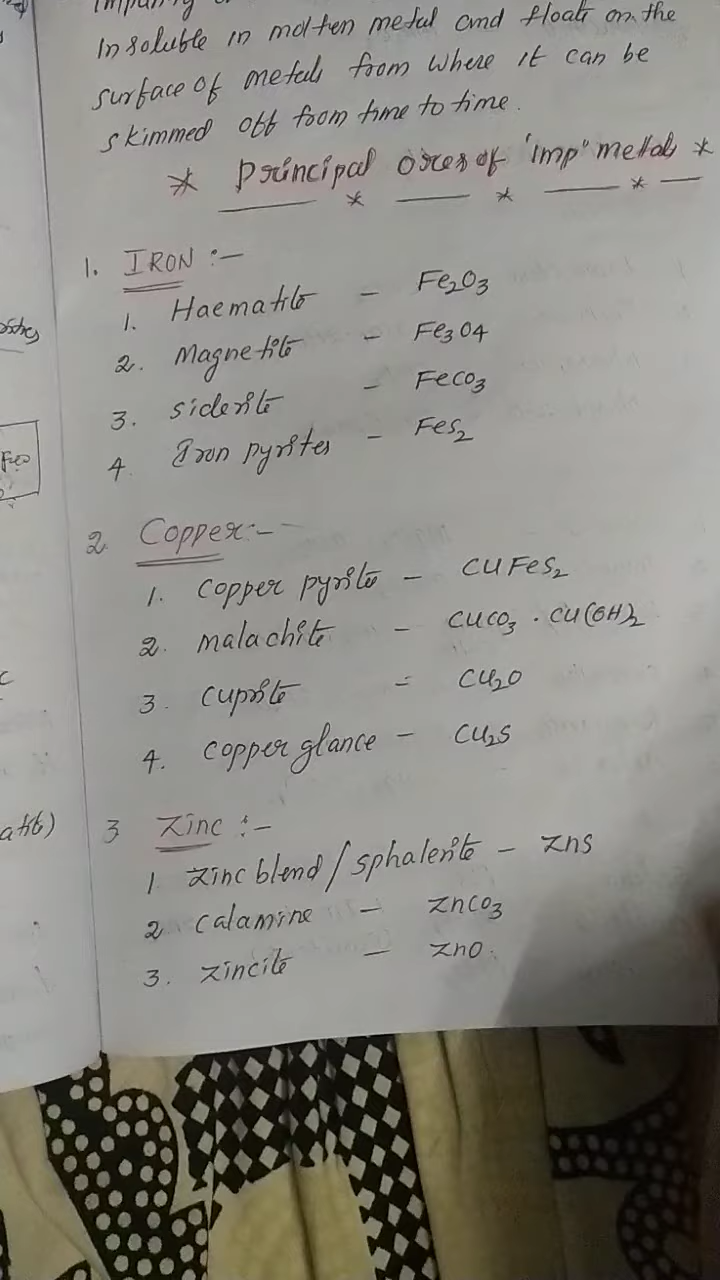 Insoluble in molten metal and floats on the
surface of metals from where it can be
skimmed off from time to time.
* Principal ores of 'imp" metals *
1. IRON :-
1. Haematite - Fe2O3
2. Magnetite - Fe3O4
3. siderite - FeCO3
4 Iron pyrites - FeS2
2. Copper:-
1. copper pyrite - CuFeS2
2. malachite - CuCO3 . Cu(OH)2
3. cuprite = Cu2O
4. copper glance - Cu2S
3 Zinc :-
1 zinc blend/sphalerite - ZnS
2 calamine - ZnCO3
3. zincite - ZnO.